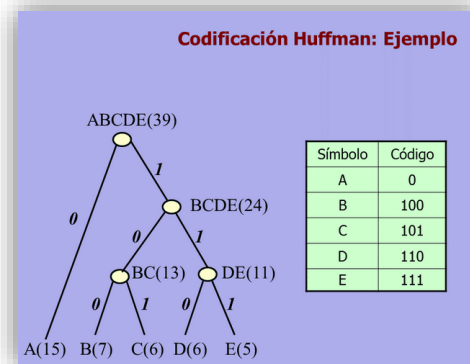 Codificación Huffman: Ejemplo
ABCDE(39)
0
1
BCDE(24)
0
1
BC(13)
DE(11)
0
1
0
1
A(15) B(7) C(6) D(6) E(5)
Símbolo Código
A 0
B 100
C 101
D 110
E 111